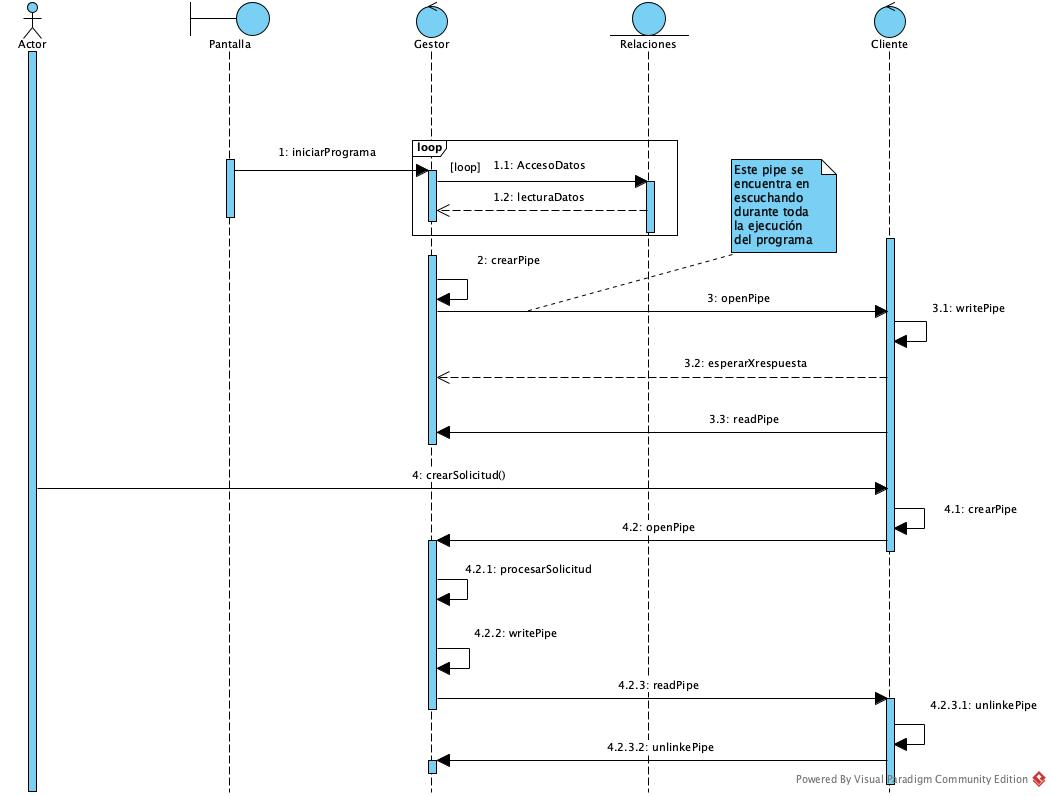 Actor
Pantalla
Gestor
Relaciones
Cliente
1: iniciarPrograma
loop
[loop]
1.1: AccesoDatos
1.2: lecturaDatos
Este pipe se
encuentra en
escuchando
durante toda
la ejecución
del programa
2: crearPipe
3: openPipe
3.1: writePipe
3.2: esperarXrespuesta
3.3: readPipe
4: crearSolicitud()
4.1: crearPipe
4.2: openPipe
4.2.1: procesarSolicitud
4.2.2: writePipe
4.2.3: readPipe
4.2.3.1: unlinkePipe
4.2.3.2: unlinkePipe
Powered By Visual Paradigm Community Edition